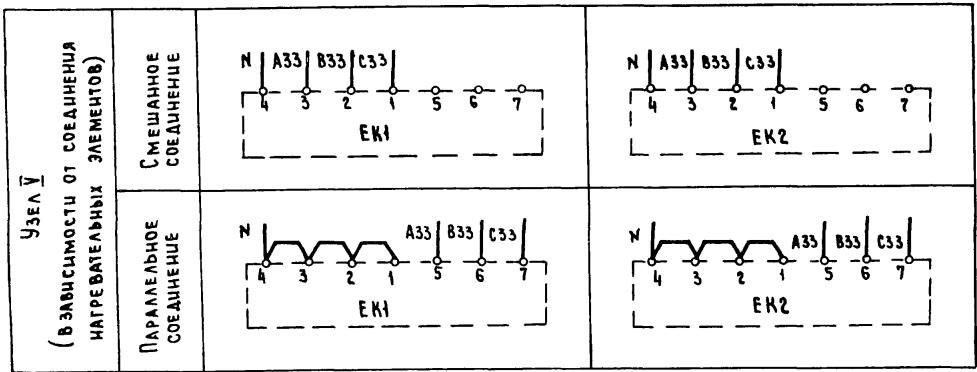 Узел V
(в зависимости от соединения
нагревательных элементов)
Смешанное
соединение
N A33 B33 C33
4 3 2 1 5 6 7
EK1
N A33 B33 C33
4 3 2 1 5 6 7
EK2
Параллельное
соединение
N A33 B33 C33
4 3 2 1 5 6 7
EK1
N A33 B33 C33
4 3 2 1 5 6 7
EK2